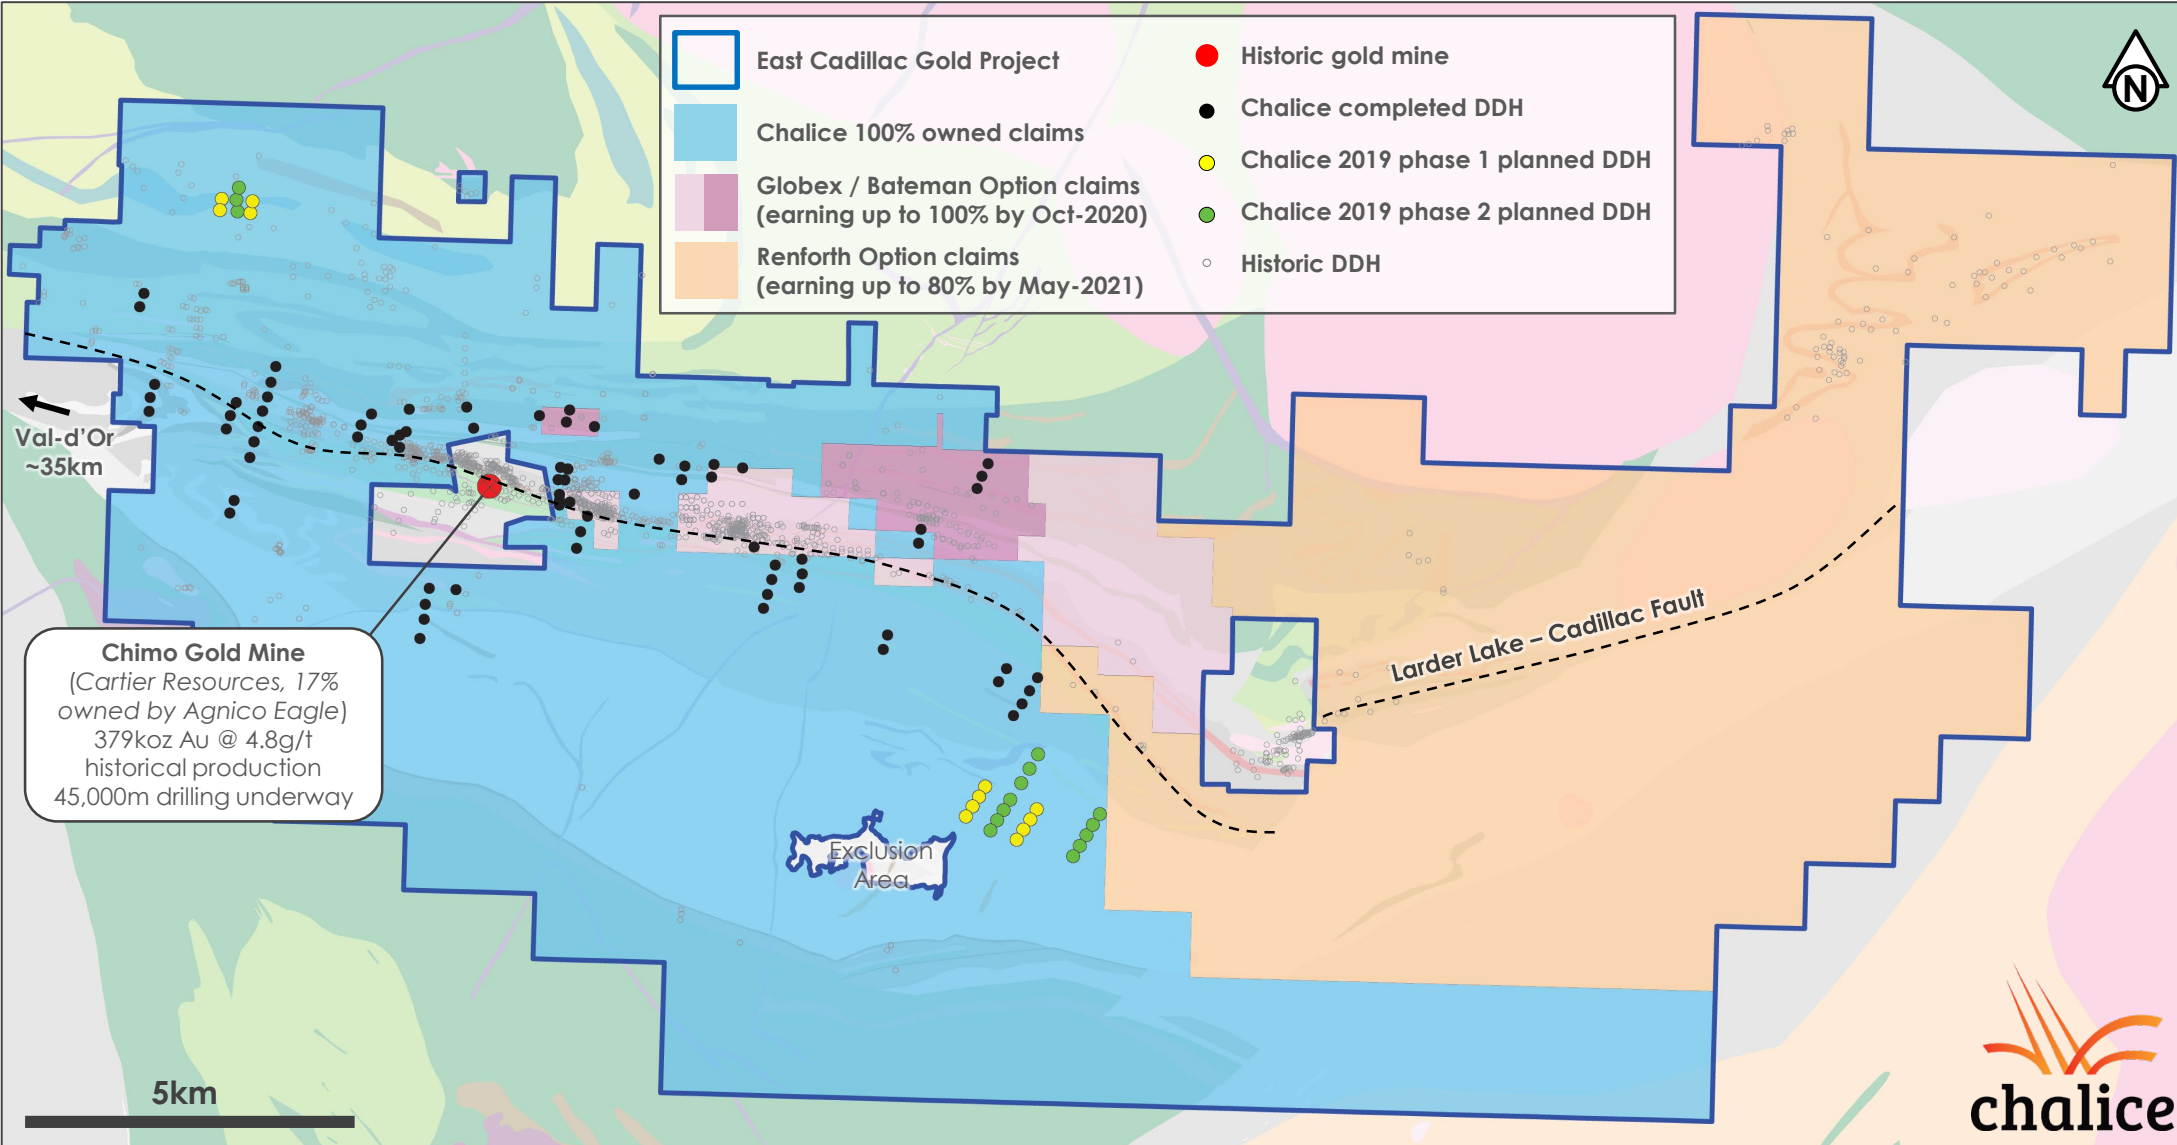 East Cadillac Gold Project
Chalice 100% owned claims
Globex / Bateman Option claims
(earning up to 100% by Oct-2020)
Renforth Option claims
(earning up to 80% by May-2021)
Historic gold mine
Chalice completed DDH
Chalice 2019 phase 1 planned DDH
Chalice 2019 phase 2 planned DDH
Historic DDH
N
Val-d'Or
~35km
Larder Lake – Cadillac Fault
Chimo Gold Mine
(Cartier Resources, 17%
owned by Agnico Eagle)
379koz Au @ 4.8g/t
historical production
45,000m drilling underway
Exclusion
Area
5km
chalice